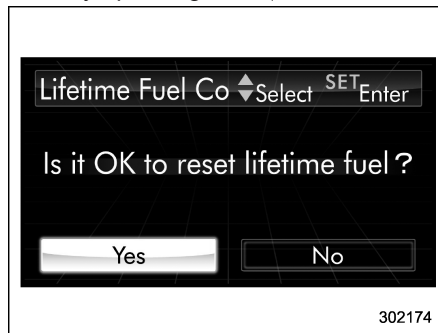 Lifetime Fuel Co Select SET Enter
Is it OK to reset lifetime fuel?
Yes No
302174